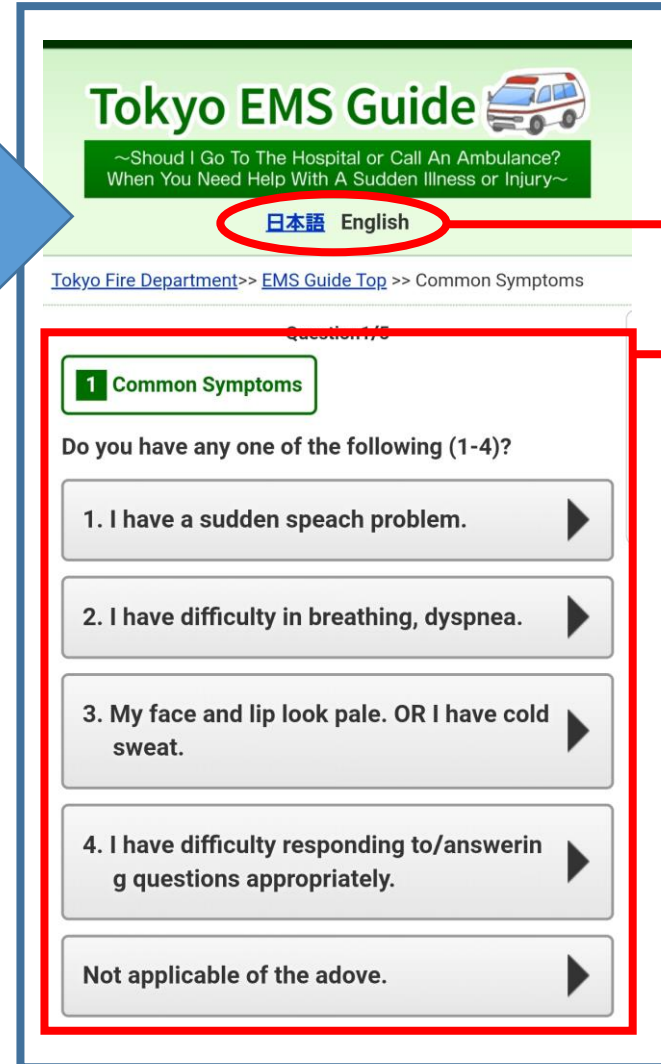 Tokyo EMS Guide
～Shoud I Go To The Hospital or Call An Ambulance?
When You Need Help With A Sudden Illness or Injury～
日本語 English
Tokyo Fire Department>> EMS Guide Top >> Common Symptoms
Question1/5
1 Common Symptoms
Do you have any one of the following (1-4)?
1. I have a sudden speach problem.
2. I have difficulty in breathing, dyspnea.
3. My face and lip look pale. OR I have cold
sweat.
4. I have difficulty responding to/answerin
g questions appropriately.
Not applicable of the adove.